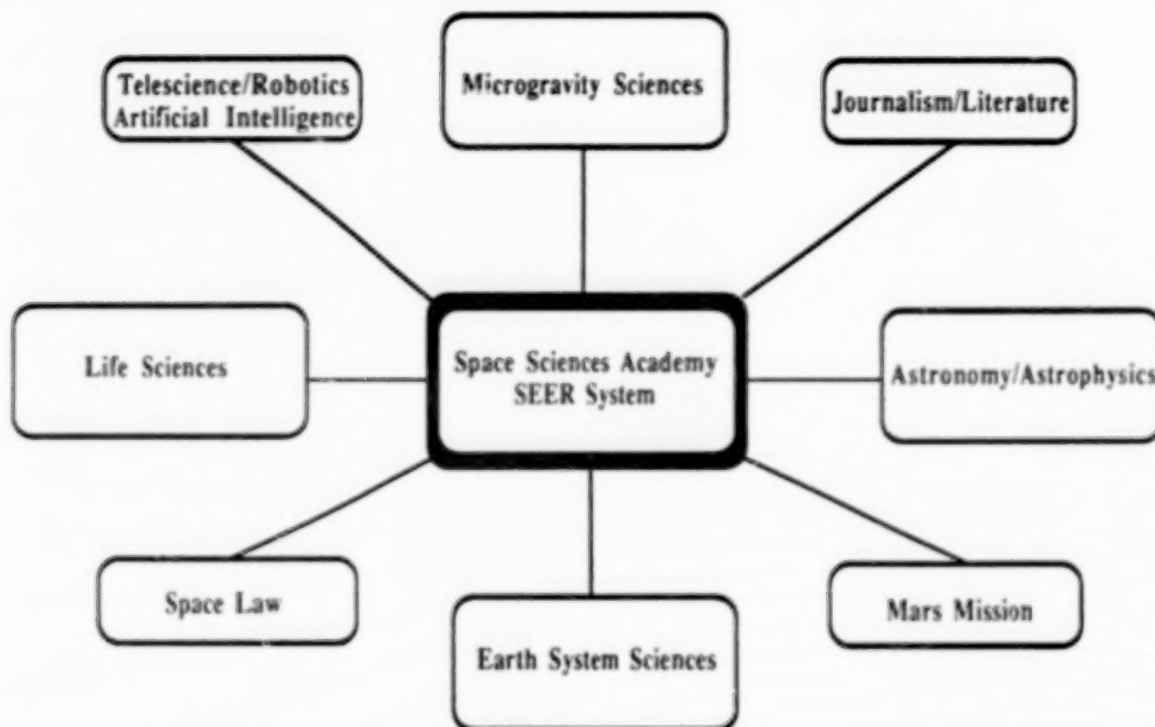 Telescience/Robotics
Artificial Intelligence
Microgravity Sciences
Journalism/Literature
Life Sciences
Space Sciences Academy
SEER System
Astronomy/Astrophysics
Space Law
Earth System Sciences
Mars Mission